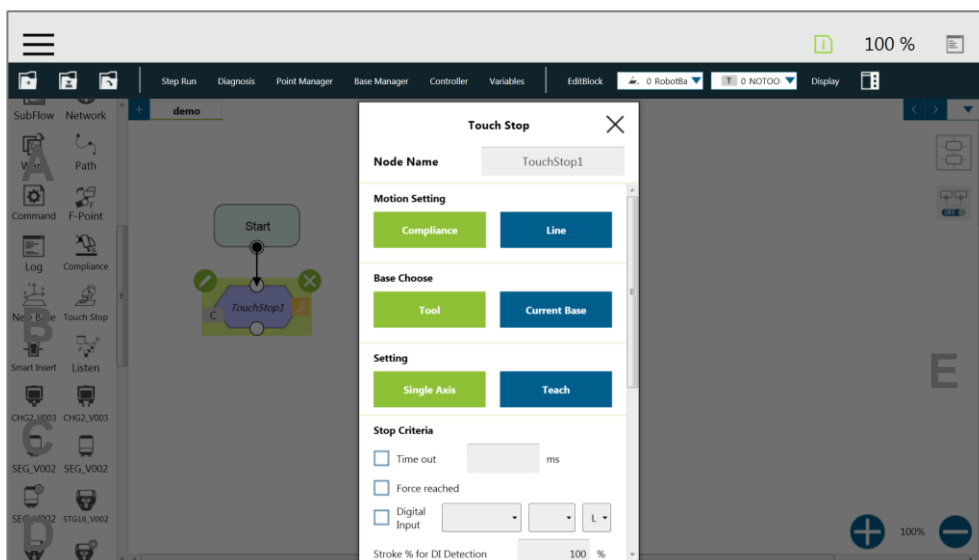 100 %
Step Run Diagnosis Point Manager Base Manager Controller Variables EditBlock 0 RobotBa T 0 NOTOO Display
SubFlow Network
+ demo
Touch Stop
Path
Node Name TouchStop1
Command F-Point
Motion Setting
Compliance Line
Start
Log Compliance
Base Choose
Touch Stop
TouchStop1
C
Tool Current Base
Smart Insert Listen
Setting
Single Axis Teach
CHG2_V003 CHG2_V003
Stop Criteria
Time out ms
SEG_V002 SEG_V002
Force reached
Digital
Input L
STG16_V002
Stroke % for DI Detection 100 %
100%
OFF
A
B
C
D
E